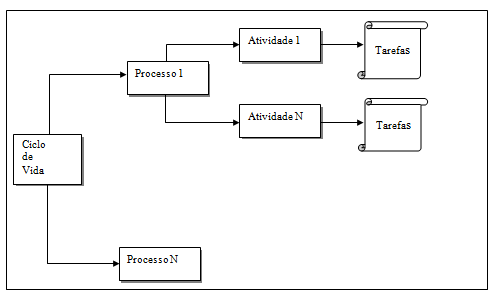 Atividade 1
Tarefas
Processo 1
Atividade N
Tarefas
Ciclo
de
Vida
Processo N